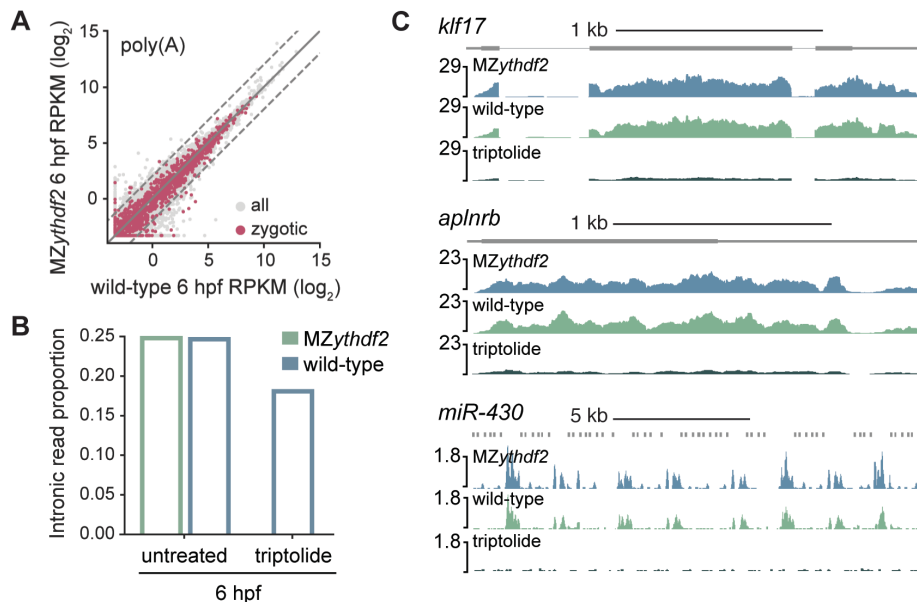 A
MZythdf2 6 hpf RPKM (log2)
15
10
5
0
poly(A)
all
zygotic
0 5 10 15
wild-type 6 hpf RPKM (log2)
B
Intronic read proportion
0.25
0.20
0.15
0.10
0.05
0.00
MZythdf2
wild-type
untreated triptolide
6 hpf
C
klf17 1 kb
29 MZythdf2
29 wild-type
29 triptolide
aplnrb 1 kb
23 MZythdf2
23 wild-type
23 triptolide
miR-430 5 kb
1.8 MZythdf2
1.8 wild-type
1.8 triptolide